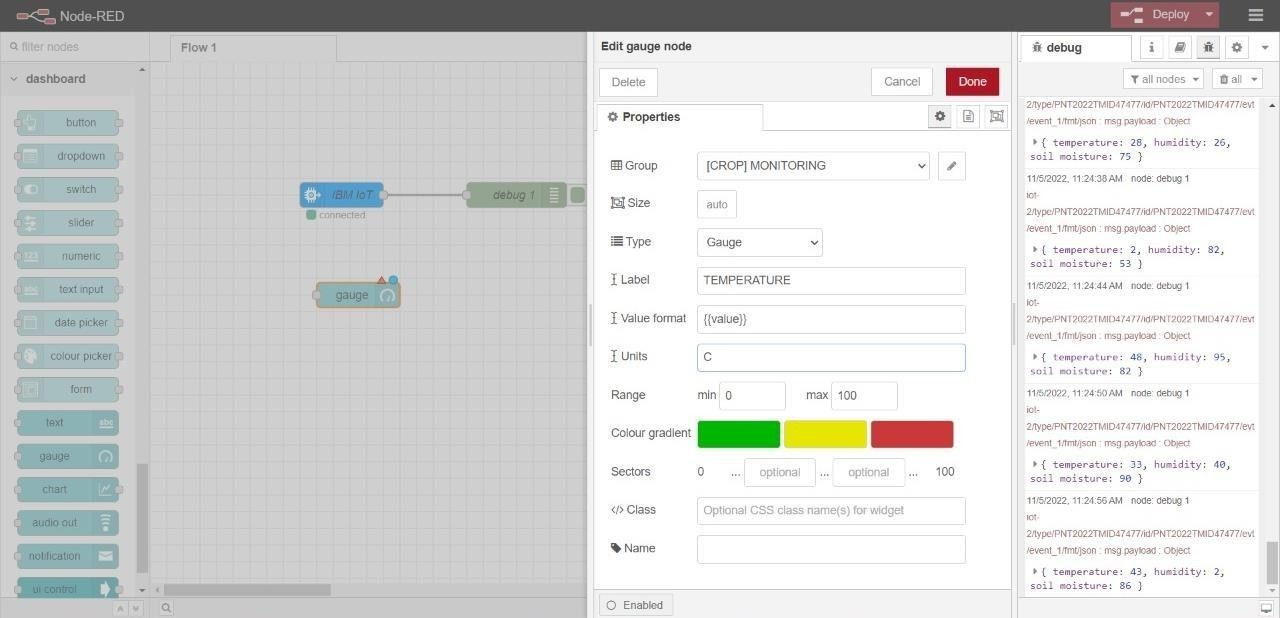 Node-RED
Deploy
filter nodes
dashboard
button
dropdown
switch
slider
numeric
text input
date picker
colour picker
form
text
gauge
chart
audio out
notification
ui control
Flow 1
IBM IoT
connected
debug 1
gauge
Edit gauge node
Delete
Cancel
Done
Properties
Group
[CROP] MONITORING
Size
auto
Type
Gauge
Label
TEMPERATURE
Value format
{{value}}
Units
C
Range
min 0 max 100
Colour gradient
Sectors
0 ... optional ... optional ... 100
</> Class
Optional CSS class name(s) for widget
Name
Enabled
debug
all nodes
all
2/type/PNT2022TMID47477/id/PNT2022TMID47477/evt
/event_1/fmt/json : msg.payload : Object
{ temperature: 28, humidity: 26,
soil moisture: 75 }
11/5/2022, 11:24:38 AM node: debug 1
iot-
2/type/PNT2022TMID47477/id/PNT2022TMID47477/evt
/event_1/fmt/json : msg.payload : Object
{ temperature: 2, humidity: 82,
soil moisture: 53 }
11/5/2022, 11:24:44 AM node: debug 1
iot-
2/type/PNT2022TMID47477/id/PNT2022TMID47477/evt
/event_1/fmt/json : msg.payload : Object
{ temperature: 48, humidity: 95,
soil moisture: 82 }
11/5/2022, 11:24:50 AM node: debug 1
iot-
2/type/PNT2022TMID47477/id/PNT2022TMID47477/evt
/event_1/fmt/json : msg.payload : Object
{ temperature: 33, humidity: 40,
soil moisture: 90 }
11/5/2022, 11:24:56 AM node: debug 1
iot-
2/type/PNT2022TMID47477/id/PNT2022TMID47477/evt
/event_1/fmt/json : msg.payload : Object
{ temperature: 43, humidity: 2,
soil moisture: 86 }